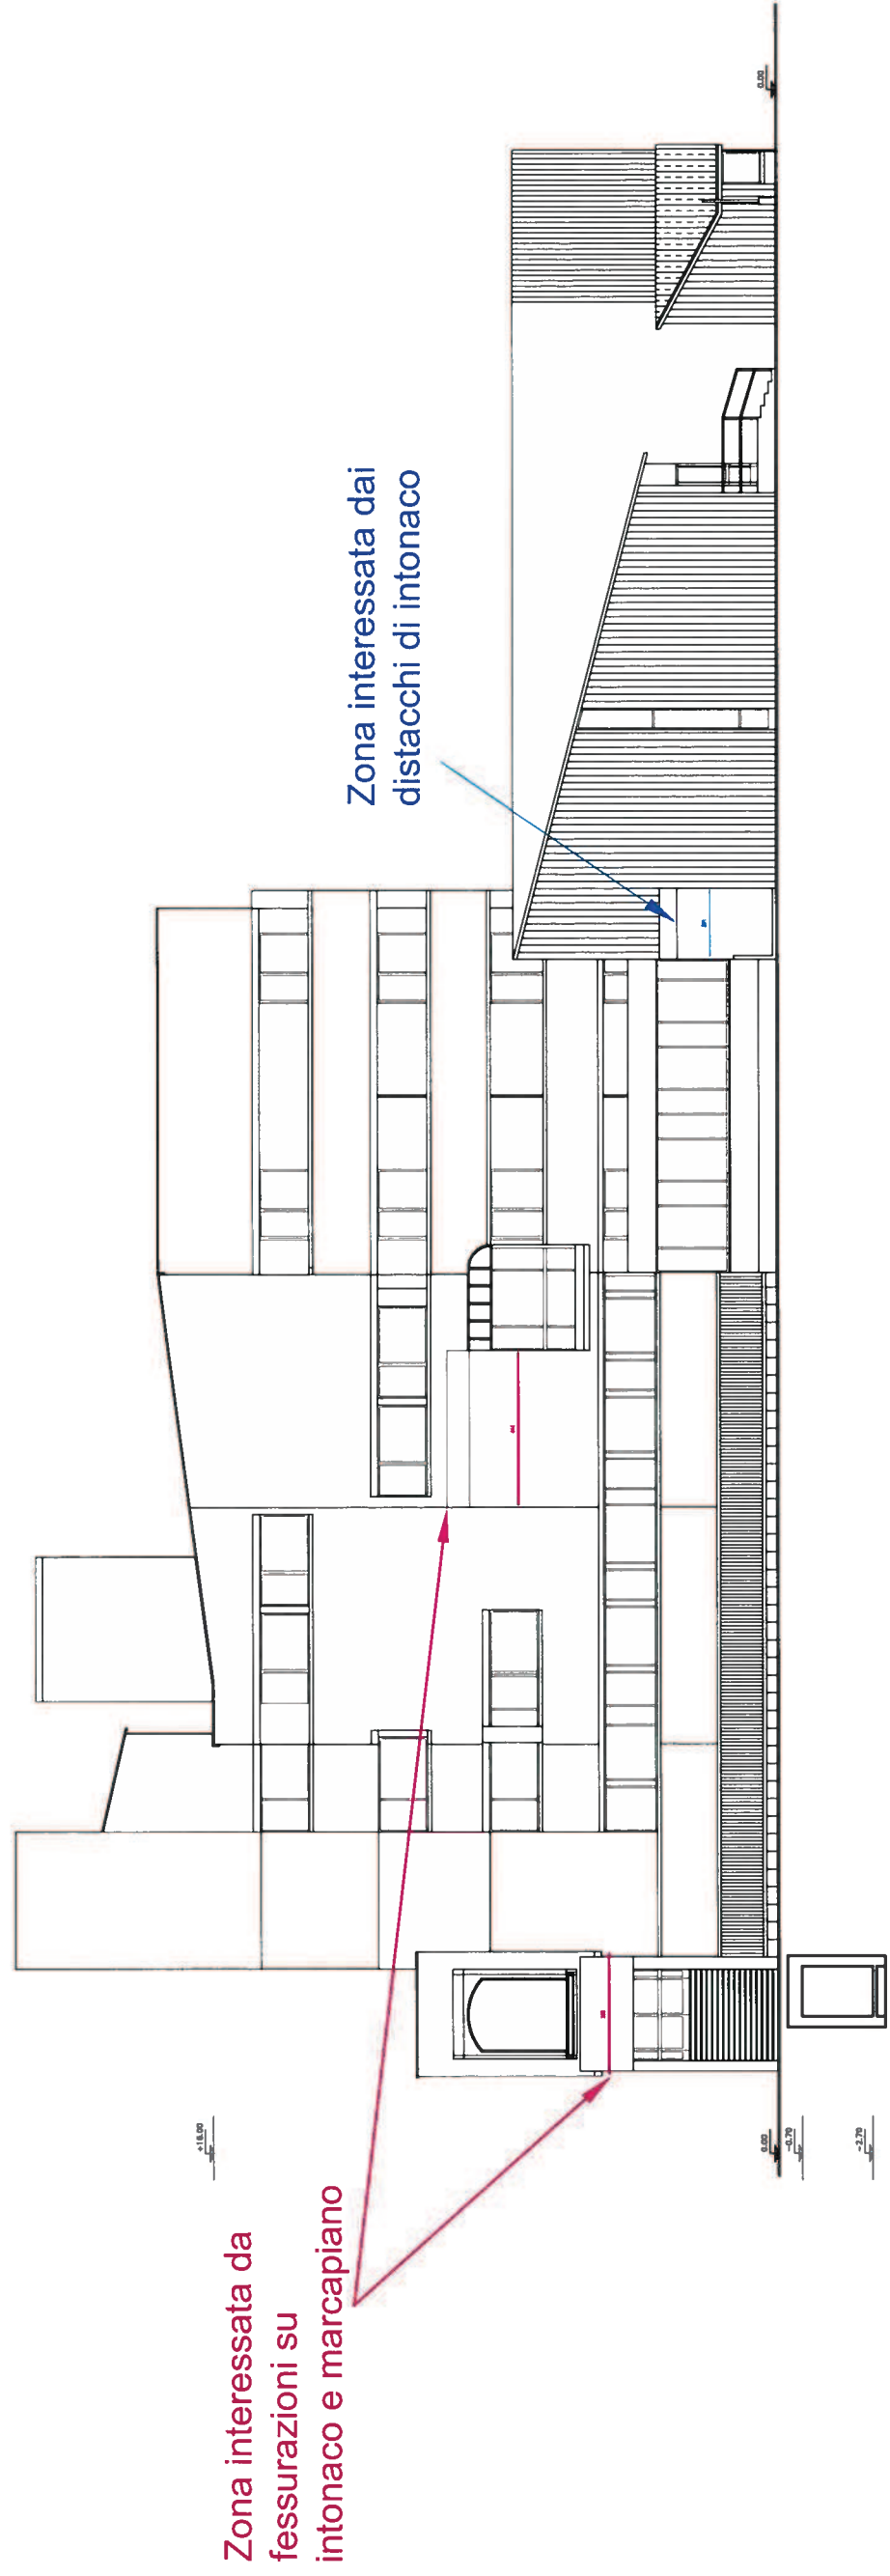 Zona interessata da
fessurazioni su
intonaco e marcapiano
Zona interessata dai
distacchi di intonaco
+18.00
0.00
-0.70
-2.70
0.00